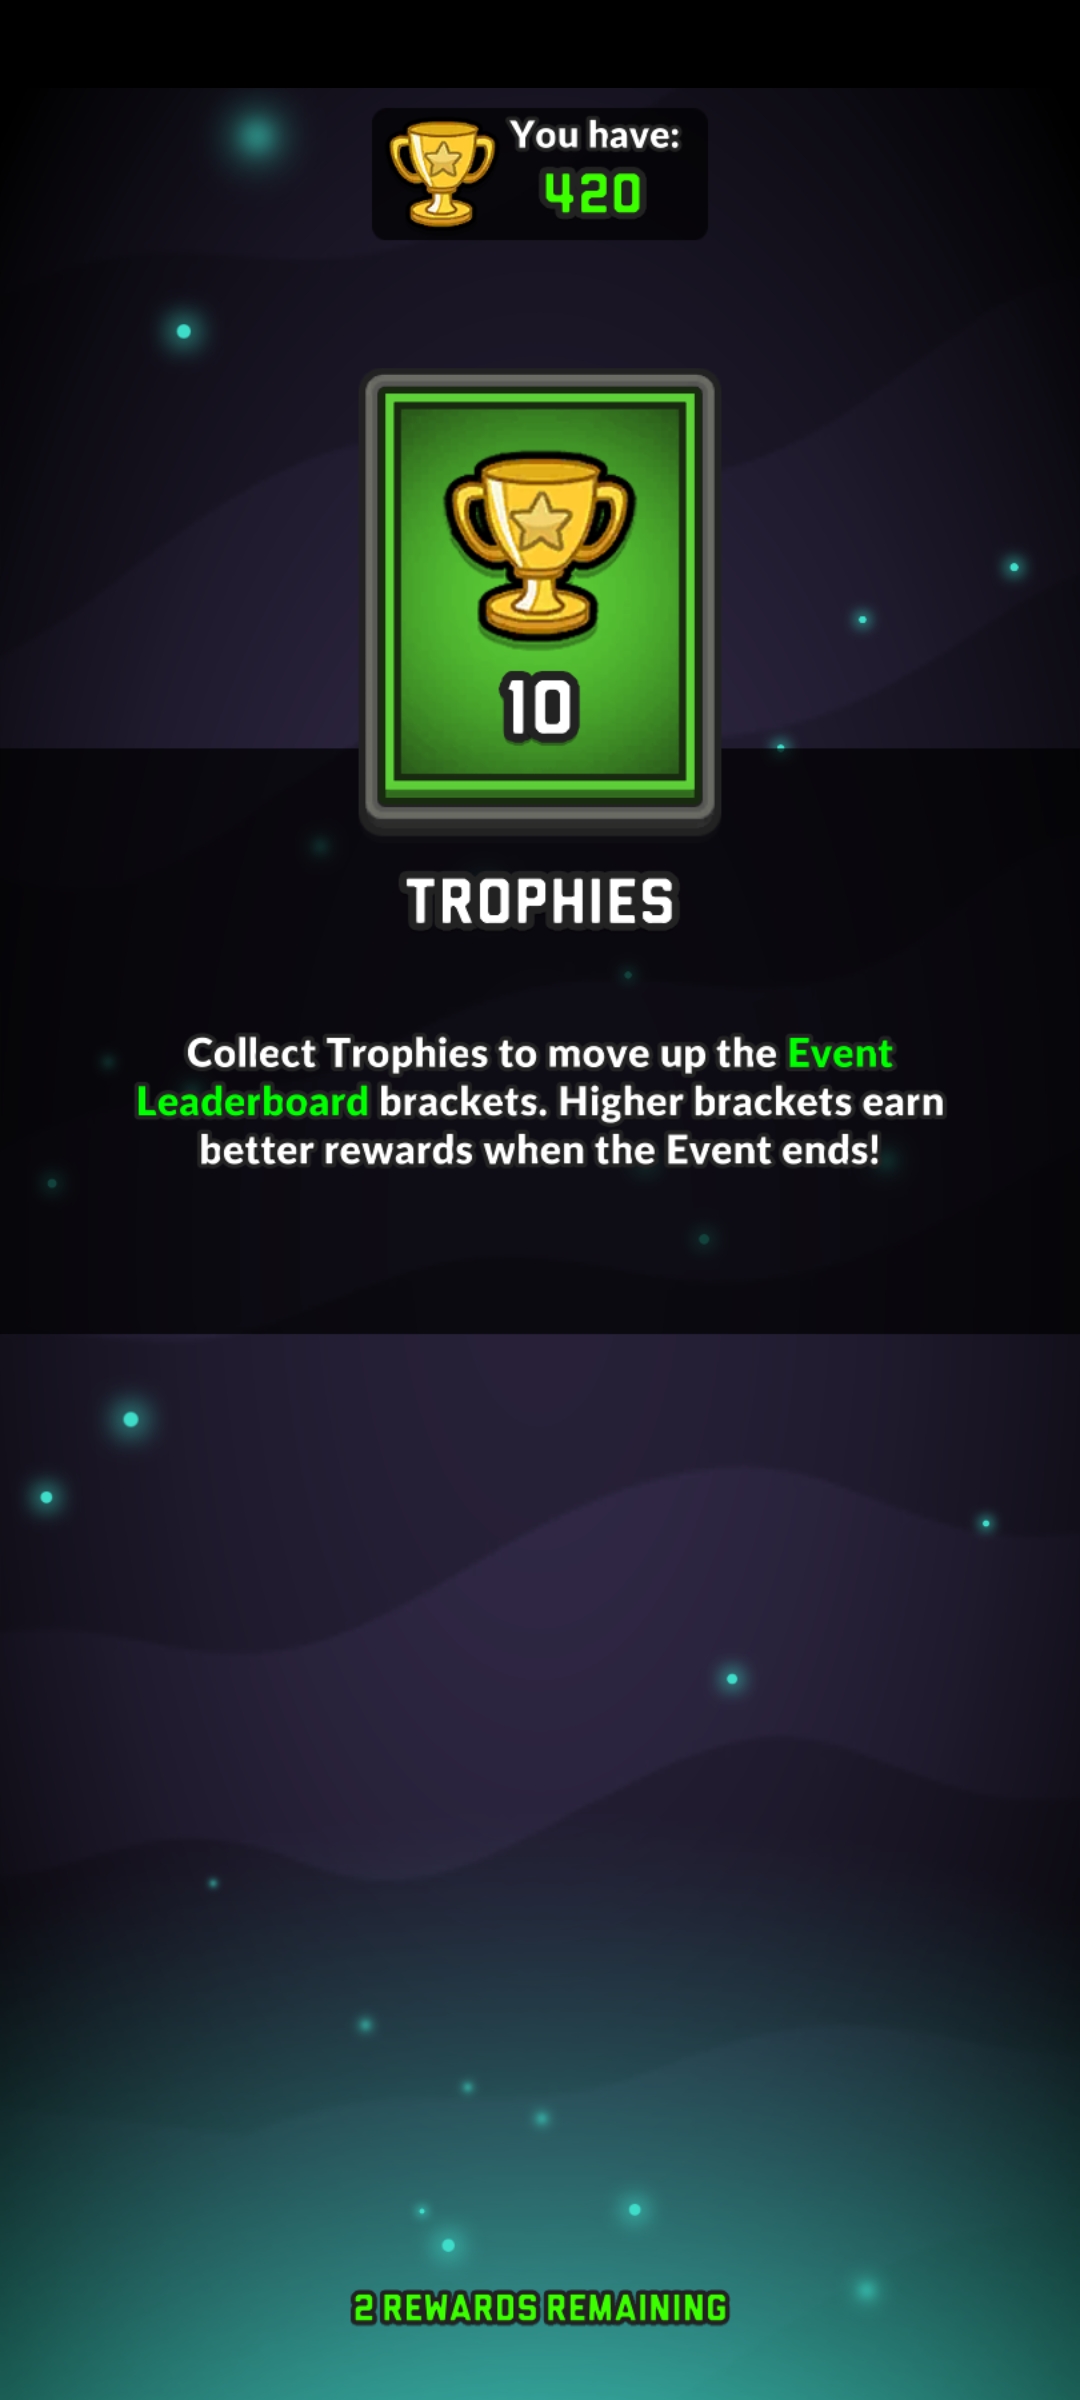 You have:
420
10
TROPHIES
Collect Trophies to move up the Event
Leaderboard brackets. Higher brackets earn
better rewards when the Event ends!
2 REWARDS REMAINING